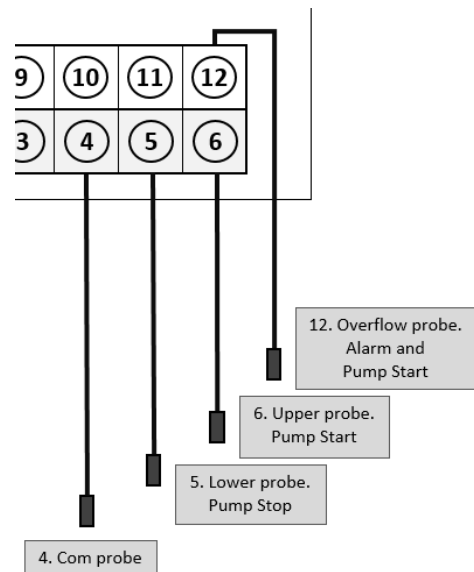 9 10 11 12
3 4 5 6
12. Overflow probe.
Alarm and
Pump Start
6. Upper probe.
Pump Start
5. Lower probe.
Pump Stop
4. Com probe